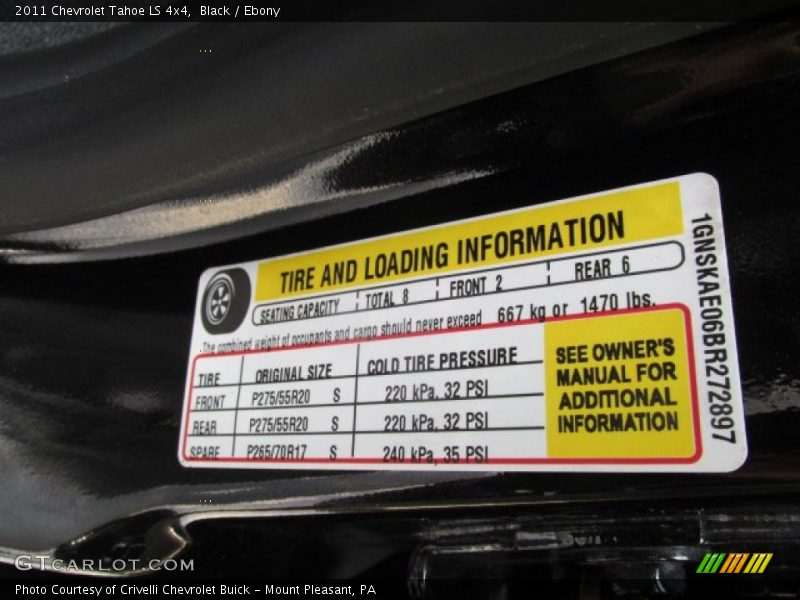 2011 Chevrolet Tahoe LS 4x4, Black / Ebony
TIRE AND LOADING INFORMATION
SEATING CAPACITY TOTAL 8 FRONT 2 REAR 6
The combined weight of occupants and cargo should never exceed 667 kg or 1470 lbs.
TIRE ORIGINAL SIZE COLD TIRE PRESSURE
FRONT P275/55R20 S 220 kPa, 32 PSI
REAR P275/55R20 S 220 kPa, 32 PSI
SPARE P265/70R17 S 240 kPa, 35 PSI
SEE OWNER'S
MANUAL FOR
ADDITIONAL
INFORMATION
1GNSKAE06BR272897
GTCARLOT.COM
Photo Courtesy of Crivelli Chevrolet Buick - Mount Pleasant, PA